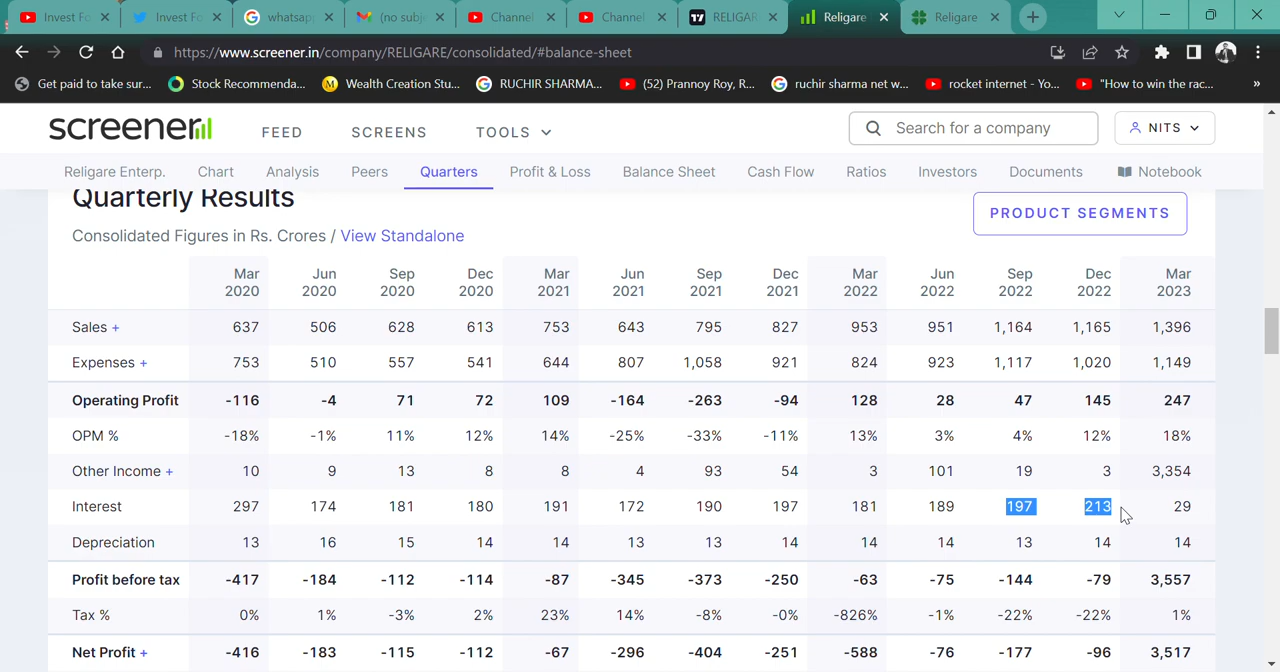 Invest Fo
Invest Fo
whatsap
(no subj
Channel
Channel
RELIGAR
Religare
Religare
https://www.screener.in/company/RELIGARE/consolidated/#balance-sheet
Get paid to take sur... Stock Recommenda... Wealth Creation Stu... RUCHIR SHARMA... (52) Prannoy Roy, R... ruchir sharma net w... rocket internet - Yo... "How to win the rac... »
screener FEED SCREENS TOOLS Search for a company NITS
Religare Enterp. Chart Analysis Peers Quarters Profit & Loss Balance Sheet Cash Flow Ratios Investors Documents Notebook
Quarterly Results
PRODUCT SEGMENTS
Consolidated Figures in Rs. Crores / View Standalone
Mar Jun Sep Dec Mar Jun Sep Dec Mar Jun Sep Dec Mar
2020 2020 2020 2020 2021 2021 2021 2021 2022 2022 2022 2022 2023
Sales + 637 506 628 613 753 643 795 827 953 951 1,164 1,165 1,396
Expenses + 753 510 557 541 644 807 1,058 921 824 923 1,117 1,020 1,149
Operating Profit -116 -4 71 72 109 -164 -263 -94 128 28 47 145 247
OPM % -18% -1% 11% 12% 14% -25% -33% -11% 13% 3% 4% 12% 18%
Other Income + 10 9 13 8 8 4 93 54 3 101 19 3 3,354
Interest 297 174 181 180 191 172 190 197 181 189 197 213 29
Depreciation 13 16 15 14 14 13 13 14 14 14 13 14 14
Profit before tax -417 -184 -112 -114 -87 -345 -373 -250 -63 -75 -144 -79 3,557
Tax % 0% 1% -3% 2% 23% 14% -8% -0% -826% -1% -22% -22% 1%
Net Profit + -416 -183 -115 -112 -67 -296 -404 -251 -588 -76 -177 -96 3,517